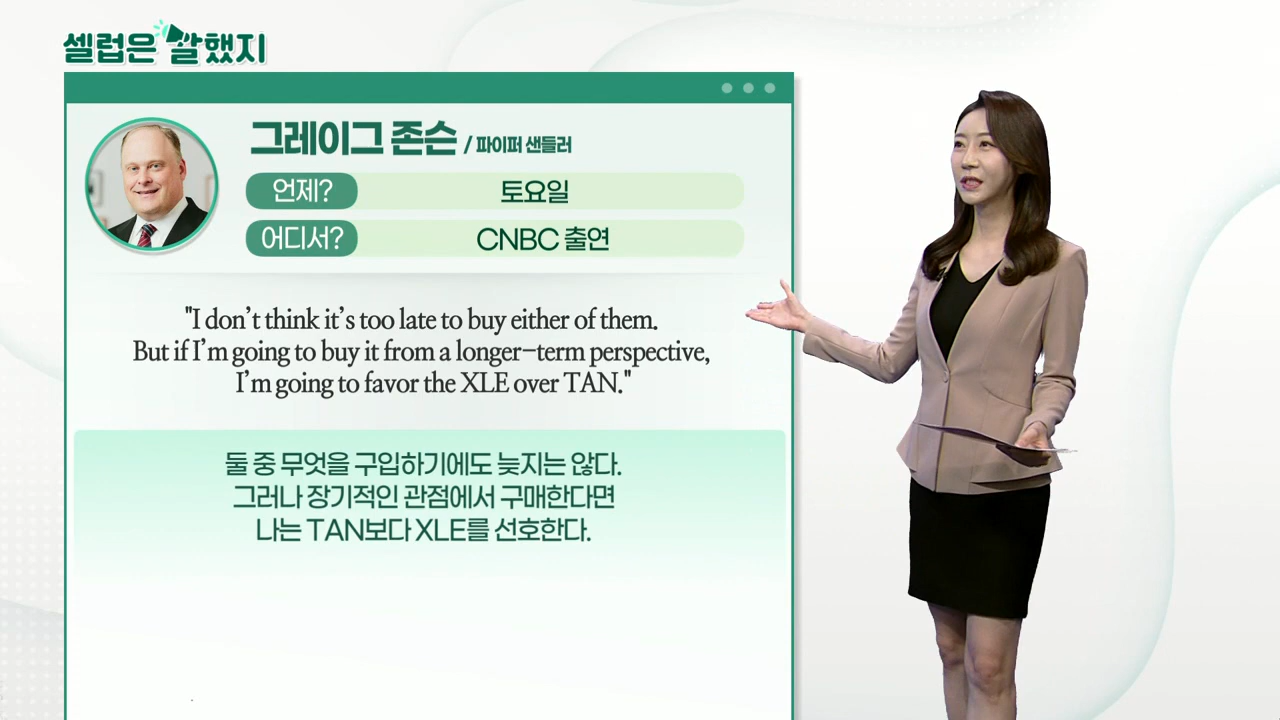 셀럽은 말했지
그레이그 존슨 / 파이퍼 샌들러
언제? 토요일
어디서? CNBC 출연
"I don’t think it’s too late to buy either of them.
But if I’m going to buy it from a longer-term perspective,
I’m going to favor the XLE over TAN."
둘 중 무엇을 구입하기에도 늦지는 않다.
그러나 장기적인 관점에서 구매한다면
나는 TAN보다 XLE를 선호한다.